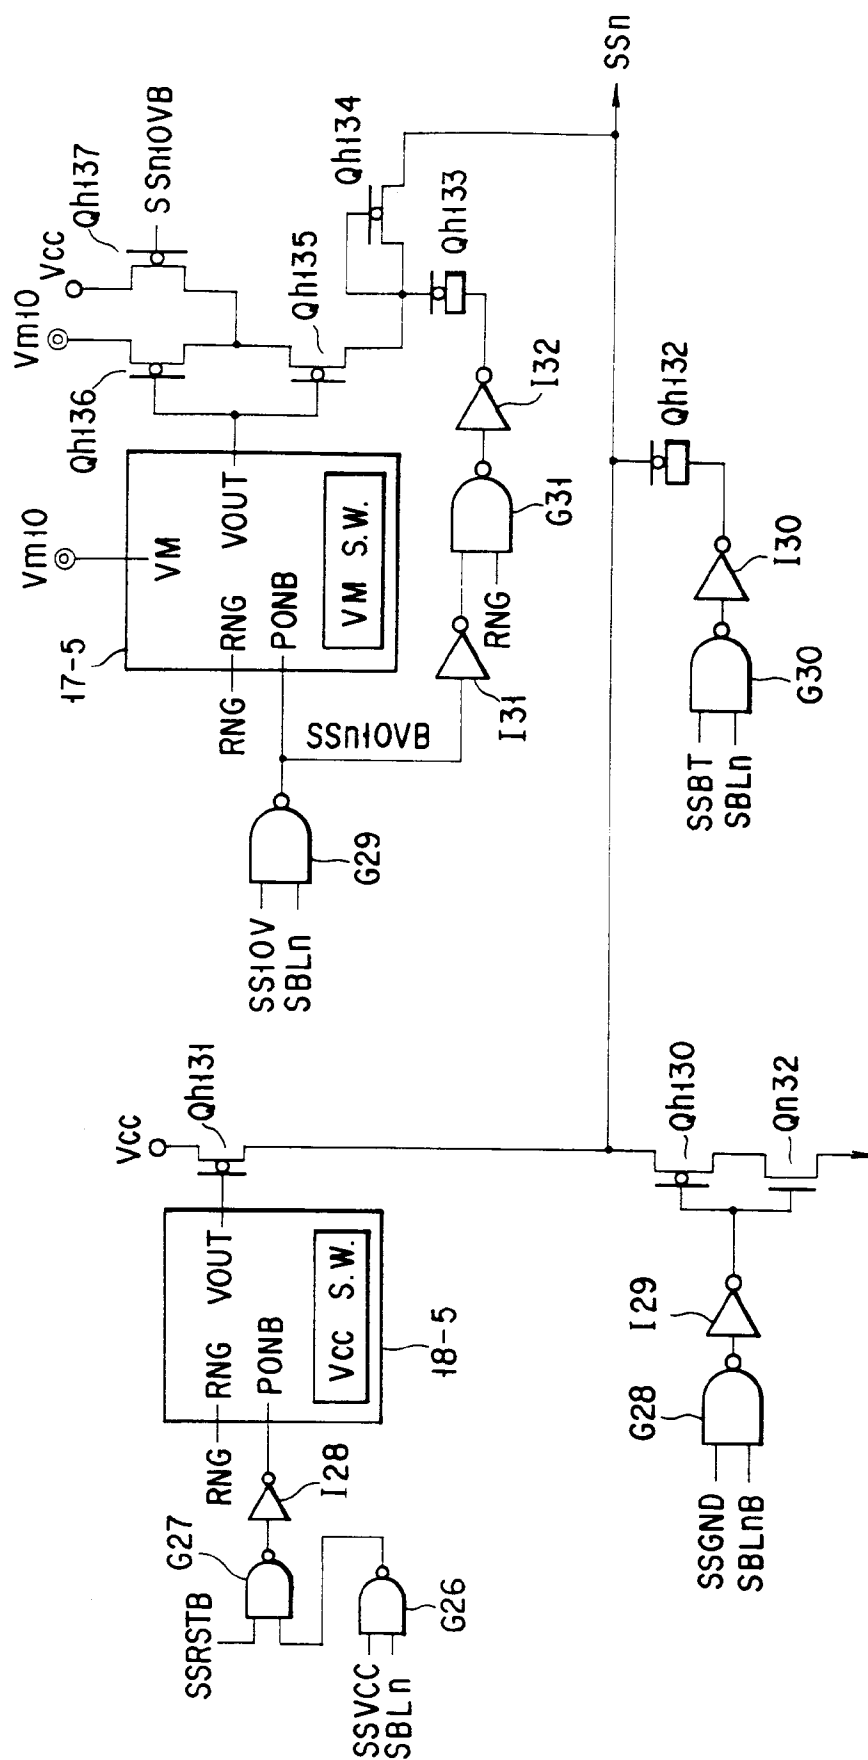 Vm10
Vcc
Qh137
SSn10VB
Qh136
Vm10
17-5
VM
VOUT
RNG
RNG
PONB
VM S.W.
Qh135
Qh134
Qh133
SSn10VB
SS10V
SBLn
G29
I31
RNG
G31
I32
SSn
Vcc
Qh131
RNG
RNG
VOUT
PONB
Vcc S.W.
18-5
SSRSTB
G27
I28
SSVCC
SBLn
G26
SSGND
SBLnB
G28
I29
Qh130
Qn32
SSBT
SBLn
G30
I30
Qh132